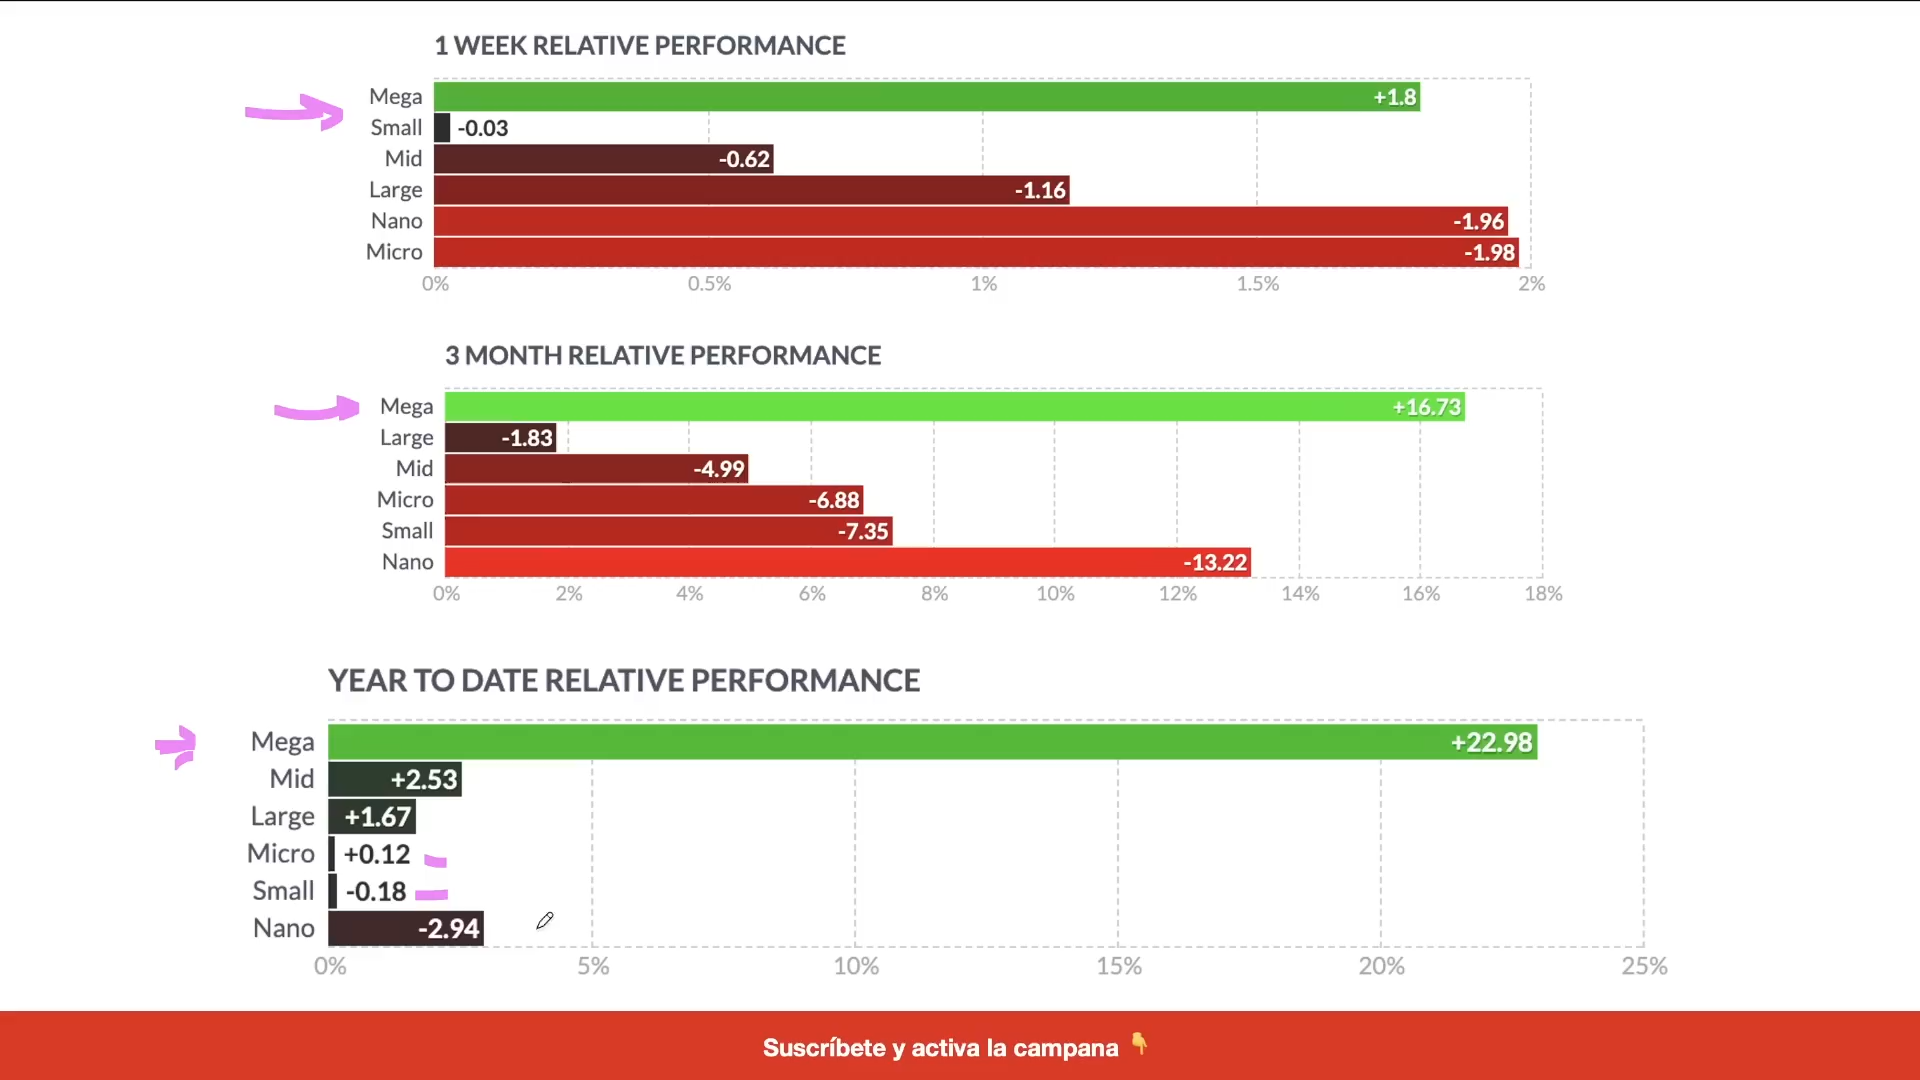 1 WEEK RELATIVE PERFORMANCE
Mega +1.8
Small -0.03
Mid -0.62
Large -1.16
Nano -1.96
Micro -1.98
0% 0.5% 1% 1.5% 2%
3 MONTH RELATIVE PERFORMANCE
Mega +16.73
Large -1.83
Mid -4.99
Micro -6.88
Small -7.35
Nano -13.22
0% 2% 4% 6% 8% 10% 12% 14% 16% 18%
YEAR TO DATE RELATIVE PERFORMANCE
Mega +22.98
Mid +2.53
Large +1.67
Micro +0.12
Small -0.18
Nano -2.94
0% 5% 10% 15% 20% 25%
Suscríbete y activa la campana 👇